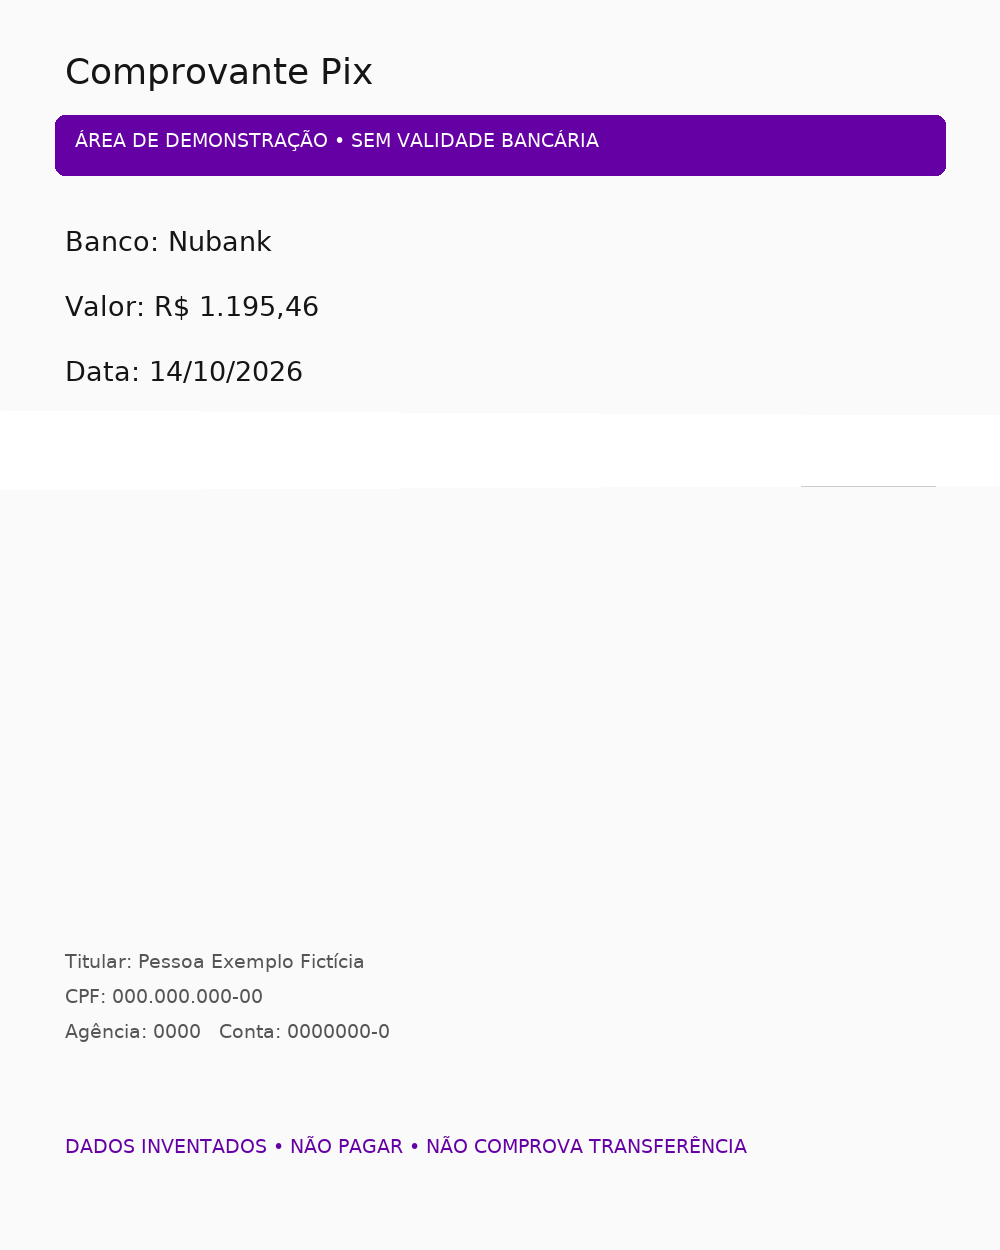 Comprovante Pix
ÁREA DE DEMONSTRAÇÃO • SEM VALIDADE BANCÁRIA
Banco: Nubank
Valor: R$ 1.195,46
Data: 14/10/2026
Titular: Pessoa Exemplo Fictícia
CPF: 000.000.000-00
Agência: 0000   Conta: 0000000-0
DADOS INVENTADOS • NÃO PAGAR • NÃO COMPROVA TRANSFERÊNCIA